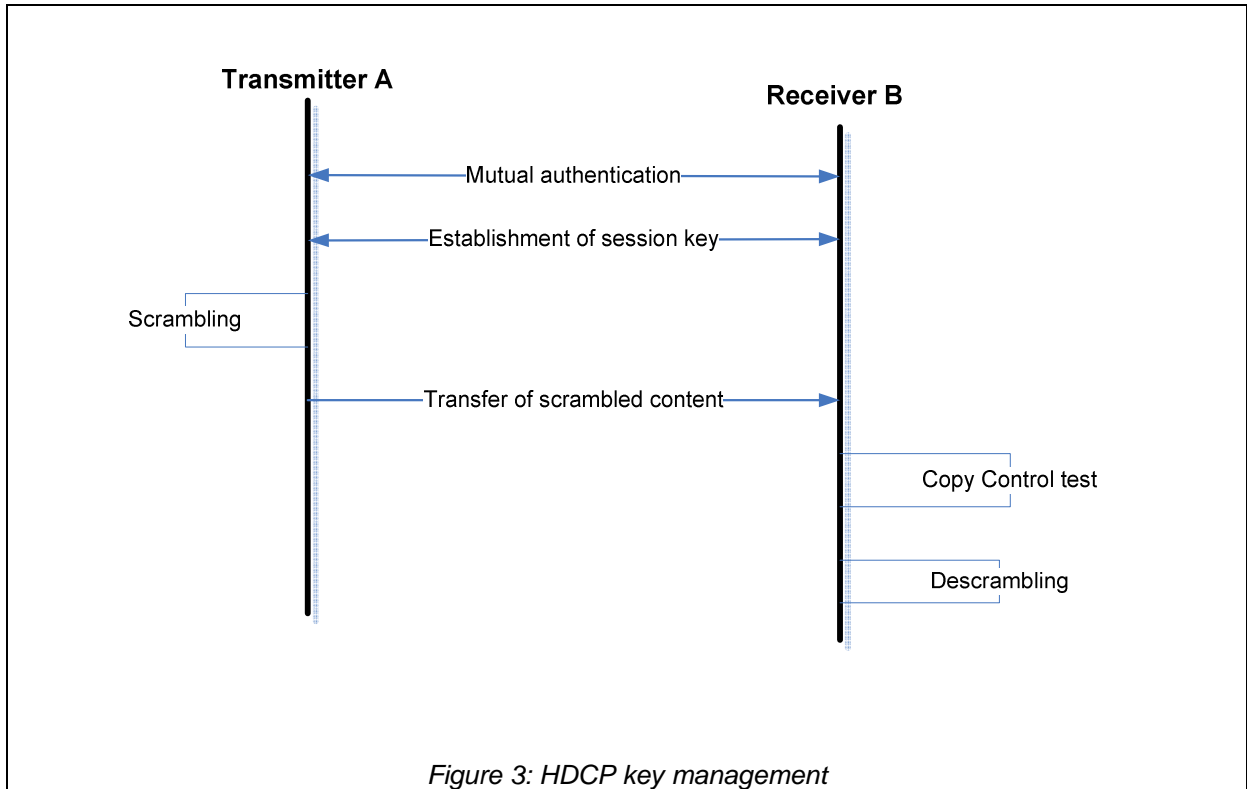 Transmitter A
Receiver B
Mutual authentication
Establishment of session key
Scrambling
Transfer of scrambled content
Copy Control test
Descrambling
Figure 3: HDCP key management